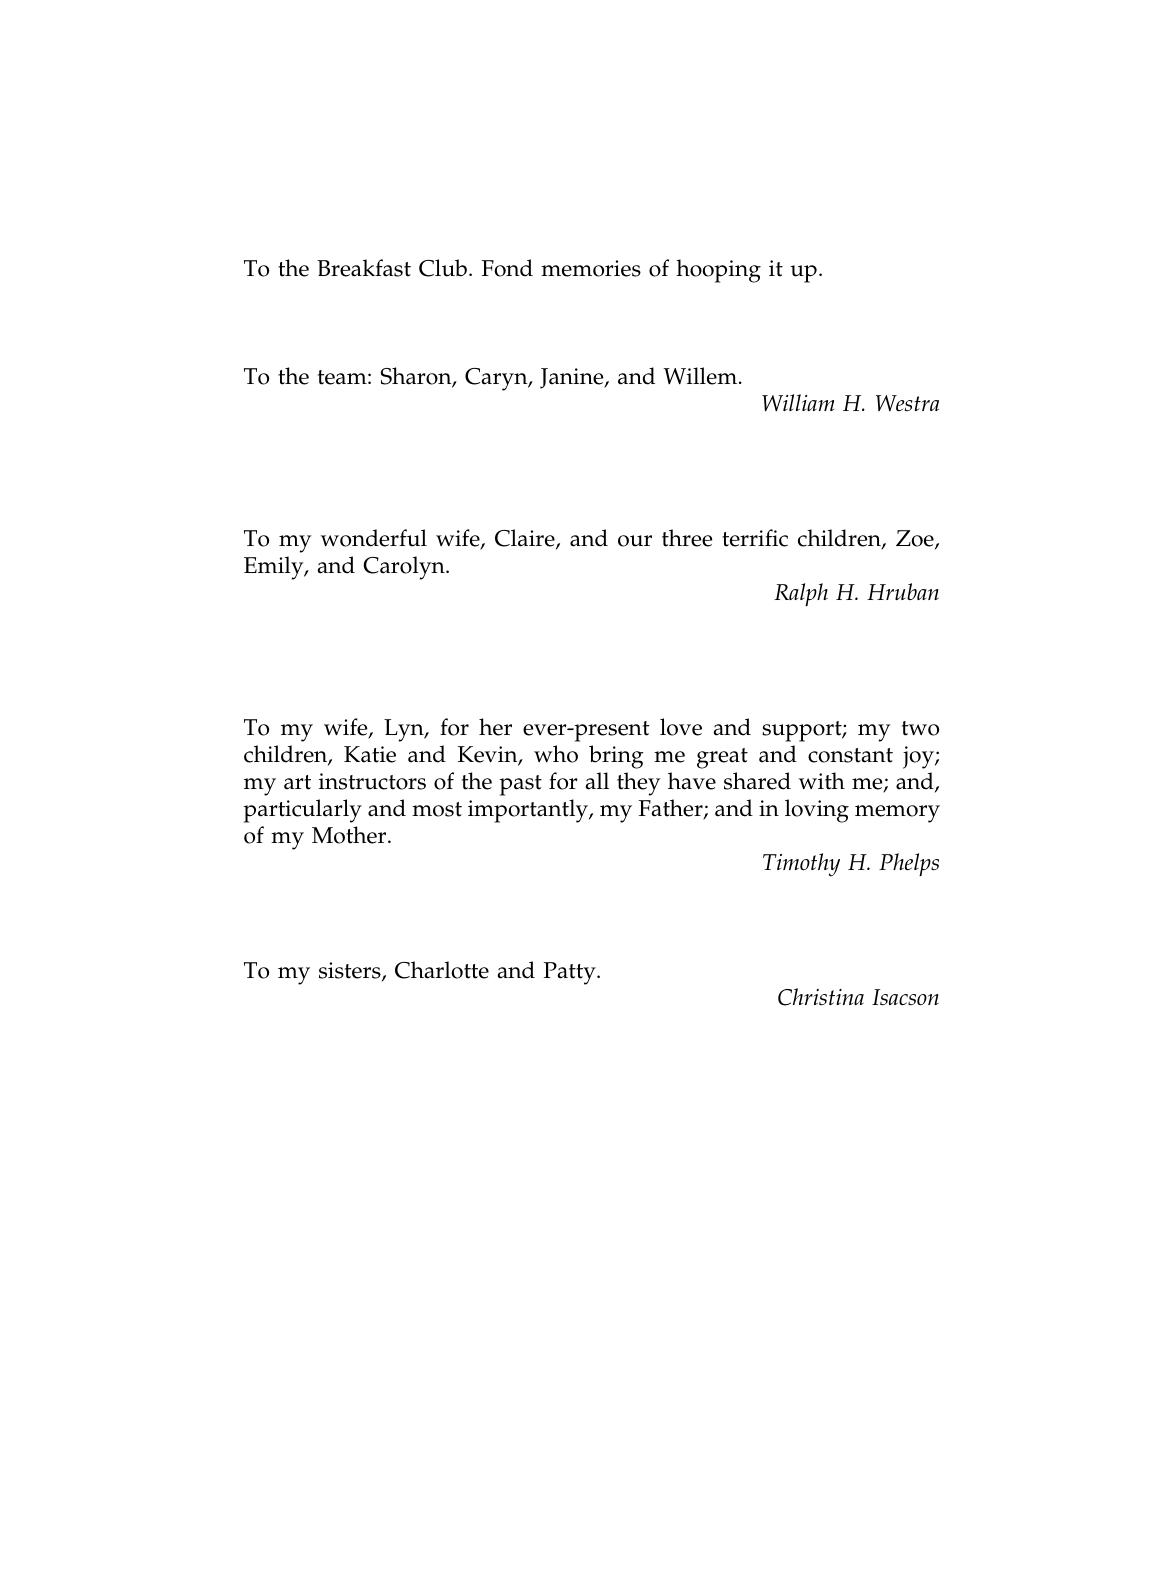 To the Breakfast Club. Fond memories of hooping it up.
To the team: Sharon, Caryn, Janine, and Willem.
William H. Westra
To my wonderful wife, Claire, and our three terrific children, Zoe,
Emily, and Carolyn.
Ralph H. Hruban
To my wife, Lyn, for her ever-present love and support; my two
children, Katie and Kevin, who bring me great and constant joy;
my art instructors of the past for all they have shared with me; and,
particularly and most importantly, my Father; and in loving memory
of my Mother.
Timothy H. Phelps
To my sisters, Charlotte and Patty.
Christina Isacson